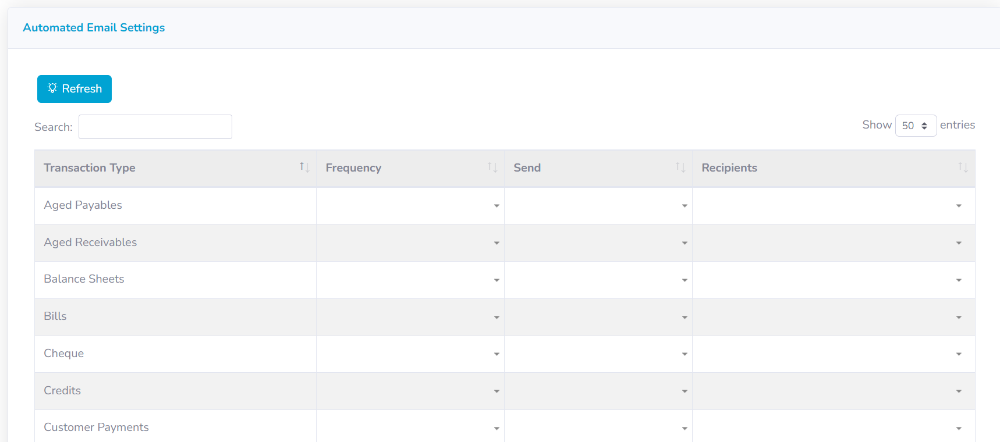 Automated Email Settings
Refresh
Search:
Show 50 entries
Transaction Type Frequency Send Recipients
Aged Payables
Aged Receivables
Balance Sheets
Bills
Cheque
Credits
Customer Payments